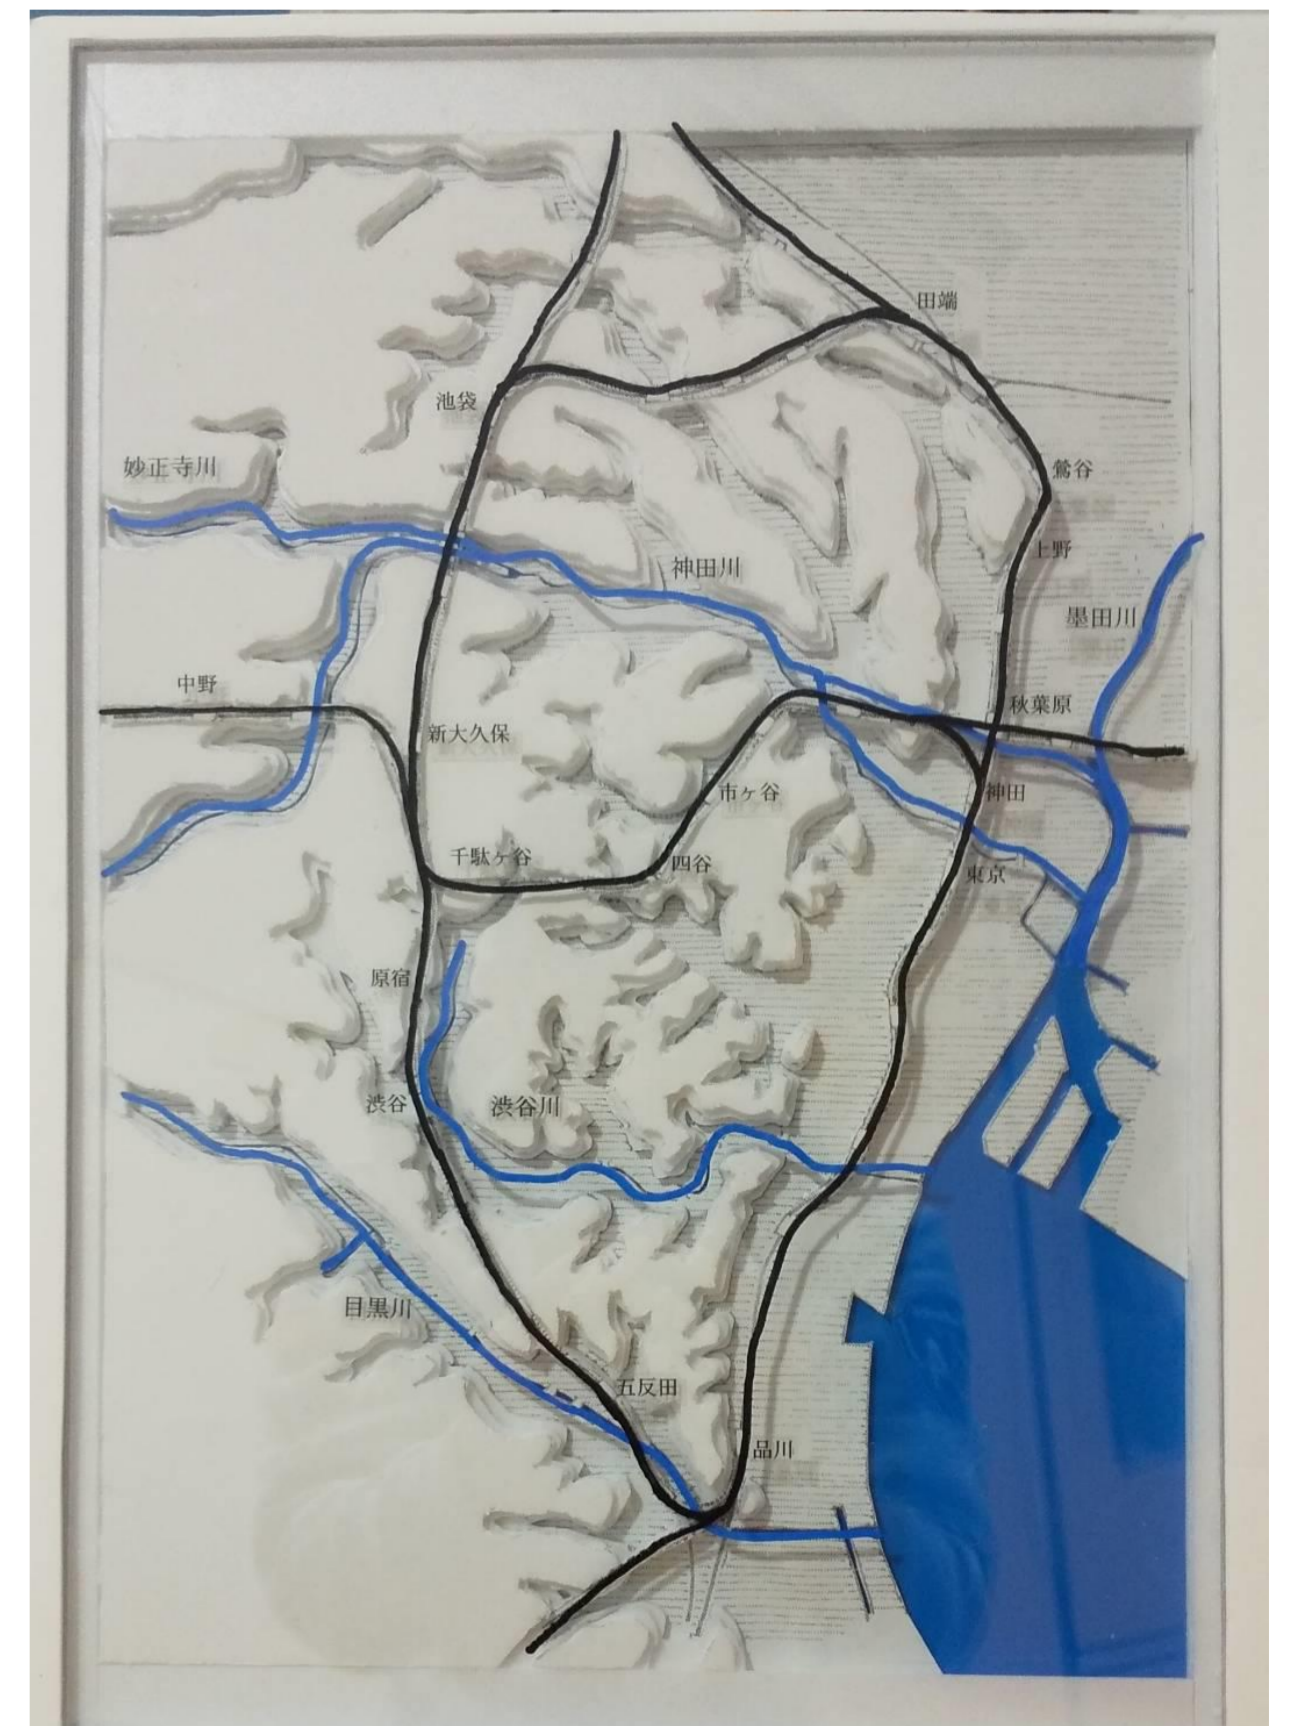 田端
池袋
妙正寺川
鶯谷
上野
神田川
墨田川
中野
秋葉原
新大久保
市ヶ谷
神田
千駄ヶ谷
四谷
東京
原宿
渋谷
渋谷川
目黒川
五反田
品川